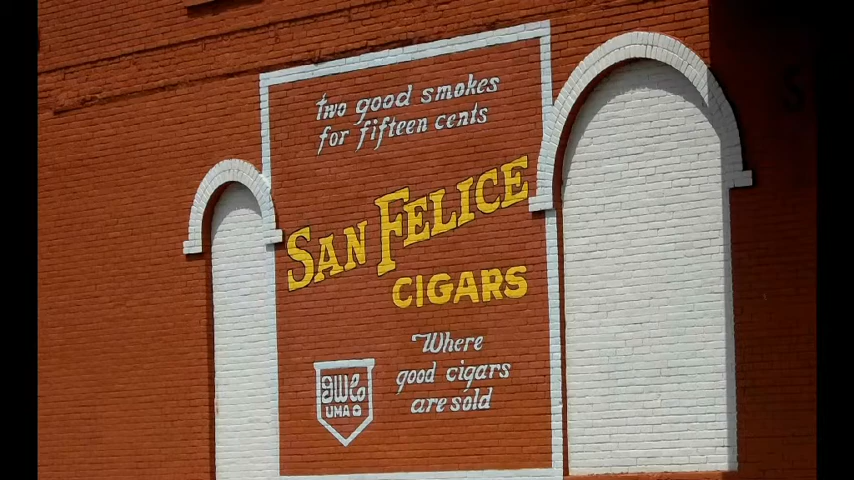 two good smokes
for fifteen cents
SAN FELICE
CIGARS
Where
good cigars
are sold
UMA